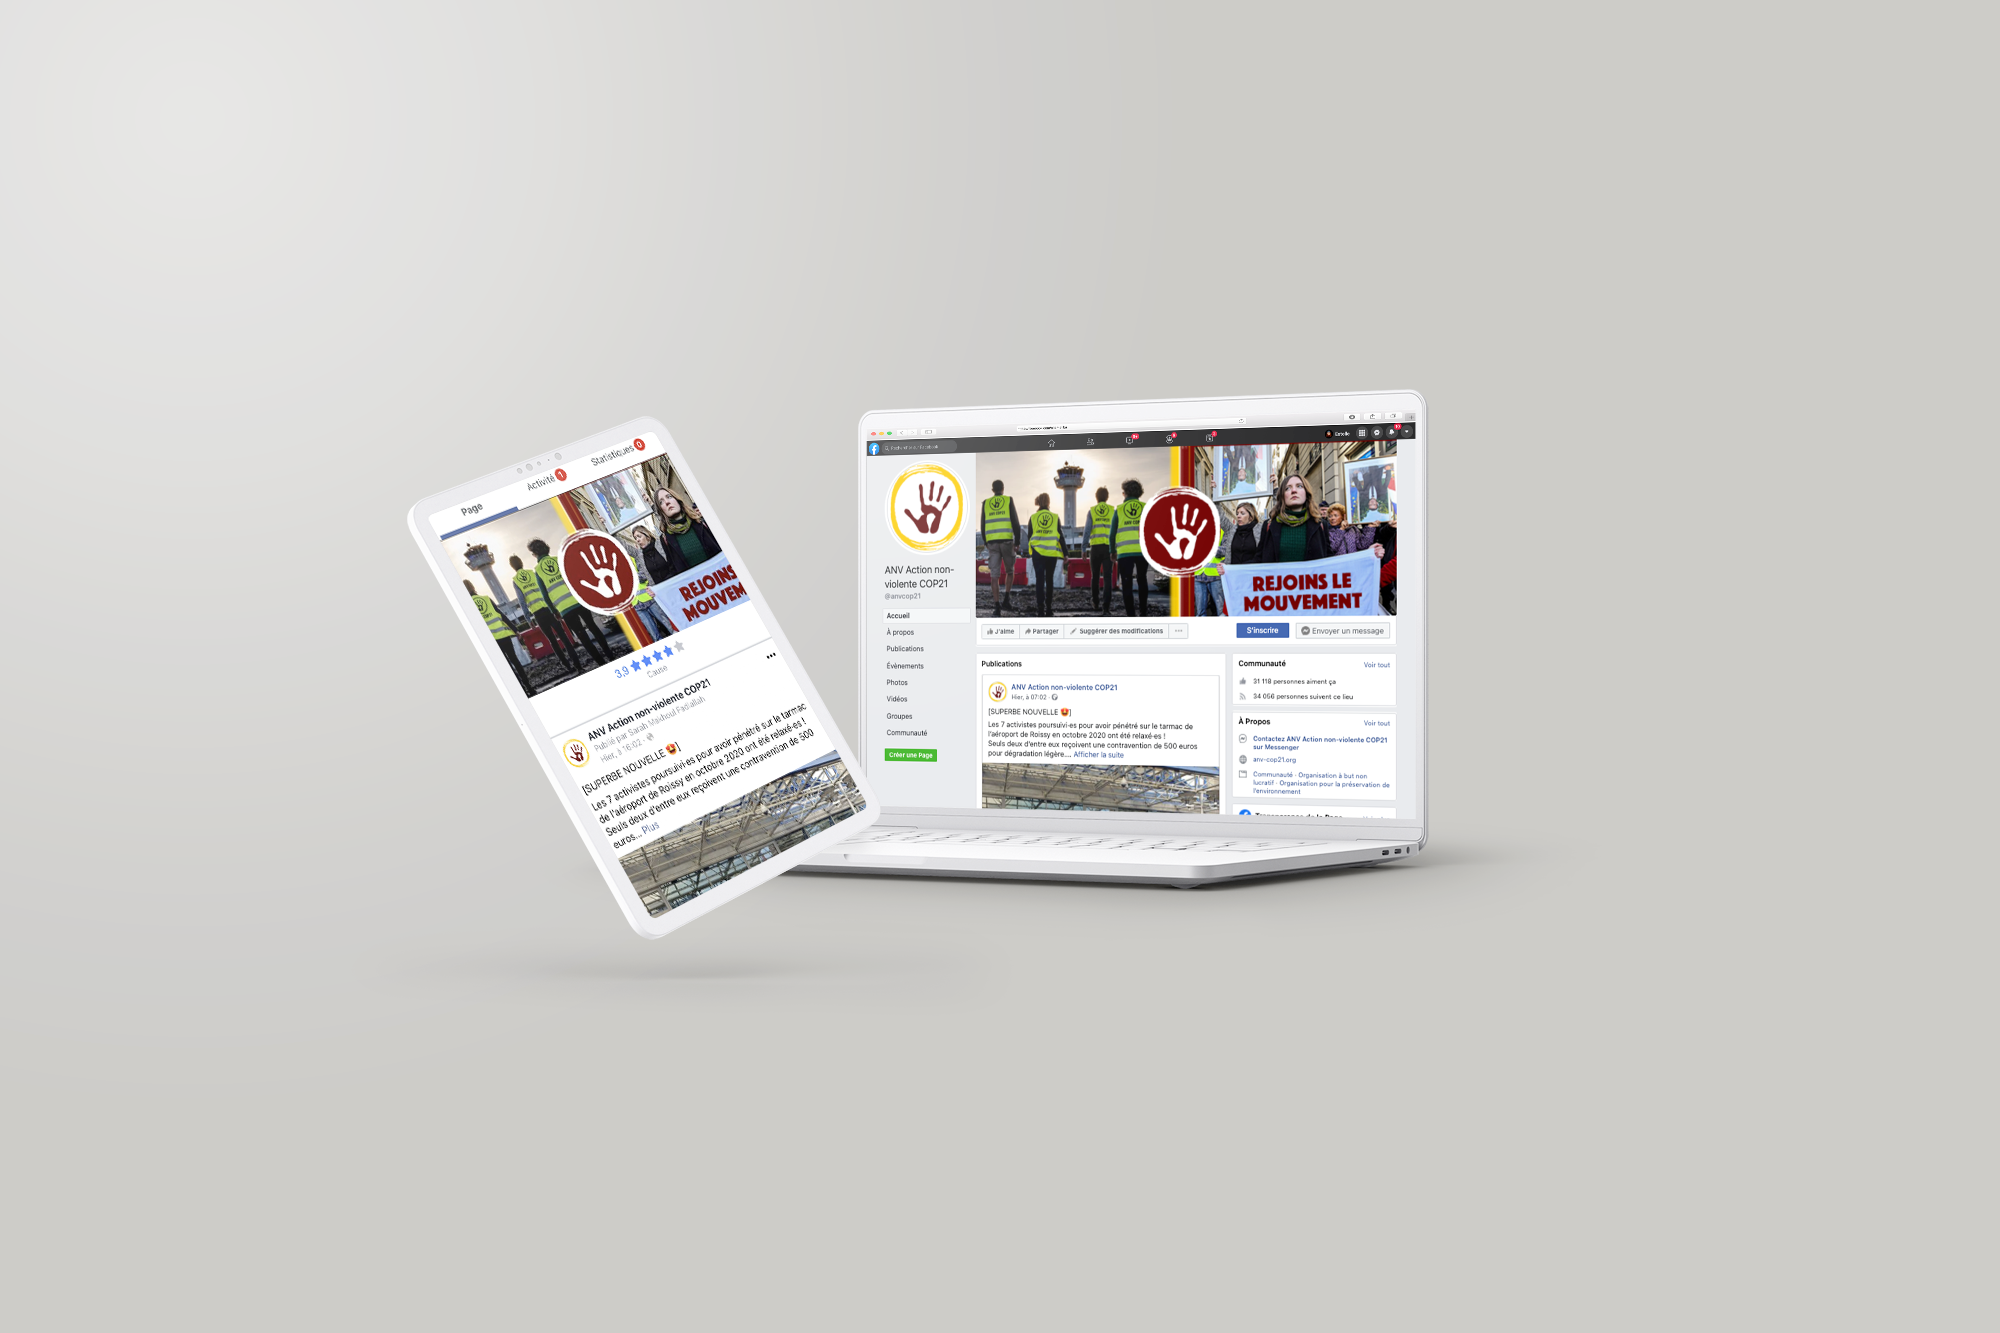 Page
Activité 1
Statistiques 0
REJOINS
MOUVEM
3,9
Cause
ANV Action non-violente COP21
Publié par Sarah Maishoul Fad'allah
Hier, à 16:02
[SUPERBE NOUVELLE 😍]
Les 7 activistes poursuivi·es pour avoir pénétré sur le tarmac
de l'aéroport de Roissy en octobre 2020 ont été relaxé·es !
Seuls deux d'entre eux reçoivent une contravention de 500
euros... Plus
Estelle
ANV Action non-
violente COP21
@anvcop21
Accueil
À propos
Publications
Évènements
Photos
Vidéos
Groupes
Communauté
Créer une Page
REJOINS LE
MOUVEMENT
J'aime
Partager
Suggérer des modifications
S'inscrire
Envoyer un message
Publications
ANV Action non-violente COP21
Hier, à 07:02
[SUPERBE NOUVELLE 😍]
Les 7 activistes poursuivi·es pour avoir pénétré sur le tarmac de
l'aéroport de Roissy en octobre 2020 ont été relaxé·es !
Seuls deux d'entre eux reçoivent une contravention de 500 euros
pour dégradation légère.... Afficher la suite
Communauté Voir tout
31 118 personnes aiment ça
34 056 personnes suivent ce lieu
À Propos Voir tout
Contactez ANV Action non-violente COP21
sur Messenger
anv-cop21.org
Communauté · Organisation à but non
lucratif · Organisation pour la préservation de
l'environnement